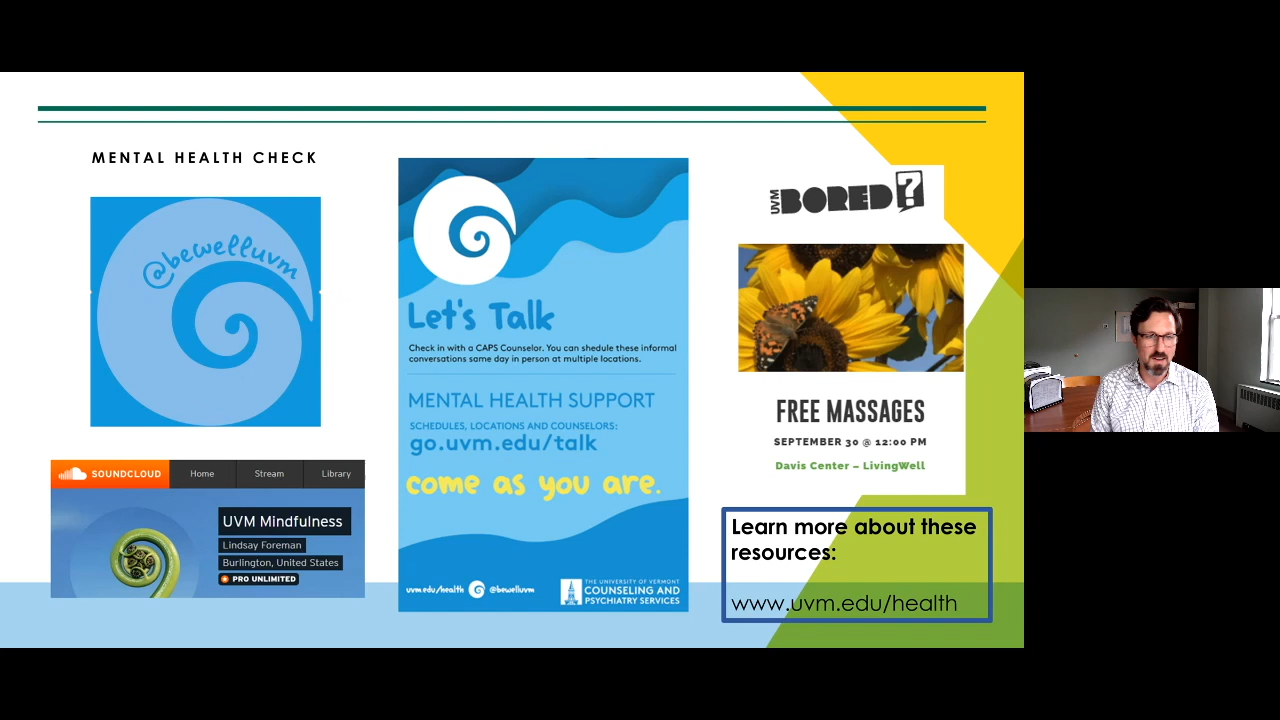 MENTAL HEALTH CHECK
@bewelluvm
SOUNDCLOUD Home Stream Library
UVM Mindfulness
Lindsay Foreman
Burlington, United States
PRO UNLIMITED
Let's Talk
Check in with a CAPS Counselor. You can shedule these informal
conversations same day in person at multiple locations.
MENTAL HEALTH SUPPORT
SCHEDULES, LOCATIONS AND COUNSELORS:
go.uvm.edu/talk
come as you are.
uvm.edu/health @bewelluvm
THE UNIVERSITY OF VERMONT
COUNSELING AND
PSYCHIATRY SERVICES
UVM BORED?
FREE MASSAGES
SEPTEMBER 30 @ 12:00 PM
Davis Center – LivingWell
Learn more about these
resources:
www.uvm.edu/health